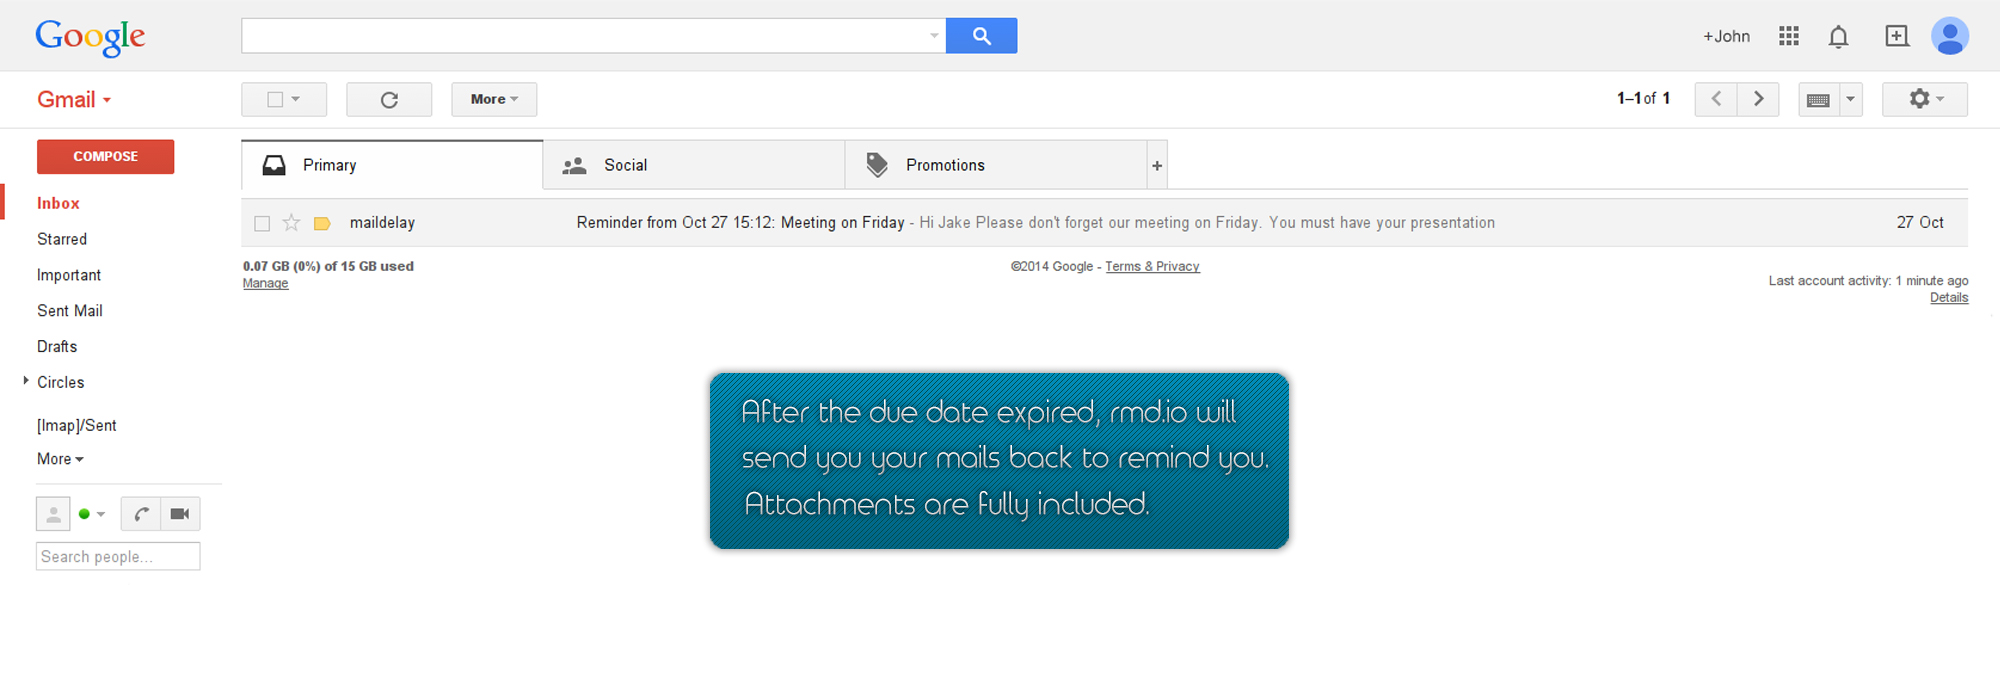 Google
+John
Gmail
More
1–1 of 1
COMPOSE
Primary
Social
Promotions
+
Inbox
maildelay
Reminder from Oct 27 15:12: Meeting on Friday - Hi Jake Please don't forget our meeting on Friday. You must have your presentation
27 Oct
Starred
0.07 GB (0%) of 15 GB used
Manage
©2014 Google - Terms & Privacy
Last account activity: 1 minute ago
Details
Important
Sent Mail
Drafts
Circles
[Imap]/Sent
More
Search people...
After the due date expired, rmd.io will
send you your mails back to remind you.
Attachments are fully included.